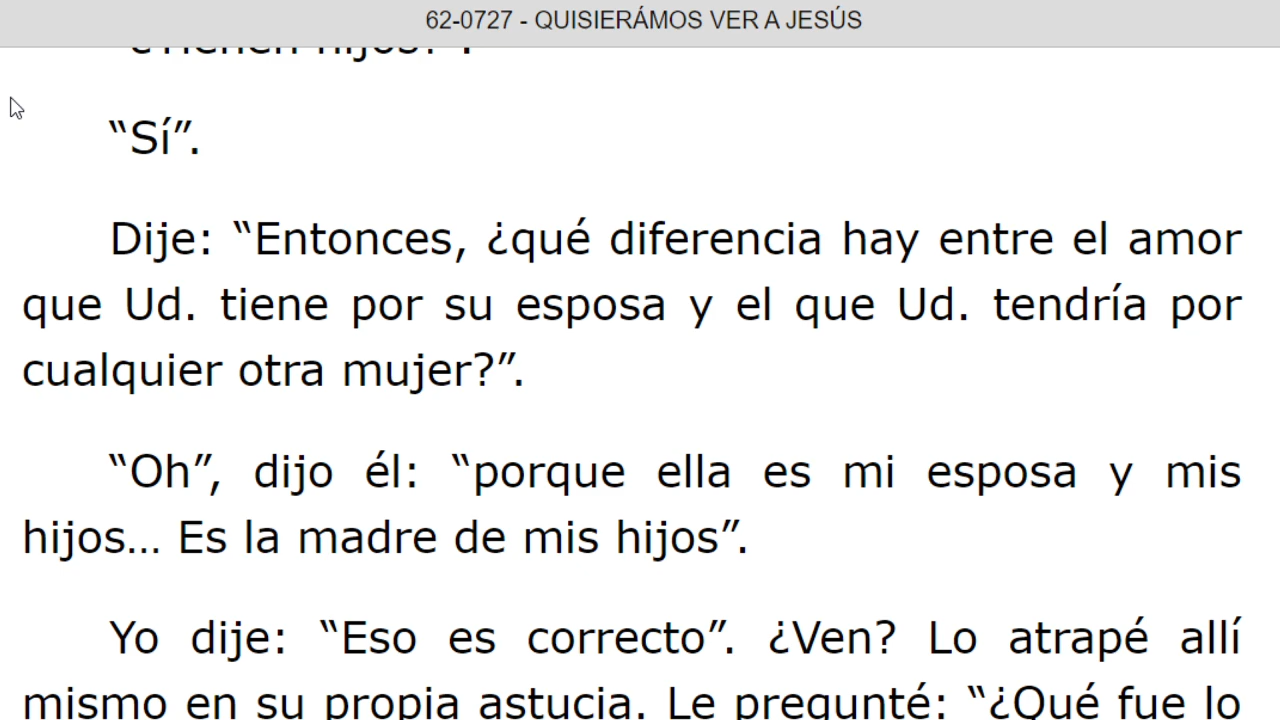 62-0727 - QUISIERÁMOS VER A JESÚS
“Sí”.
Dije: “Entonces, ¿qué diferencia hay entre el amor
que Ud. tiene por su esposa y el que Ud. tendría por
cualquier otra mujer?”.
“Oh”, dijo él: “porque ella es mi esposa y mis
hijos… Es la madre de mis hijos”.
Yo dije: “Eso es correcto”. ¿Ven? Lo atrapé allí
mismo en su propia astucia. Le pregunté: “¿Qué fue lo